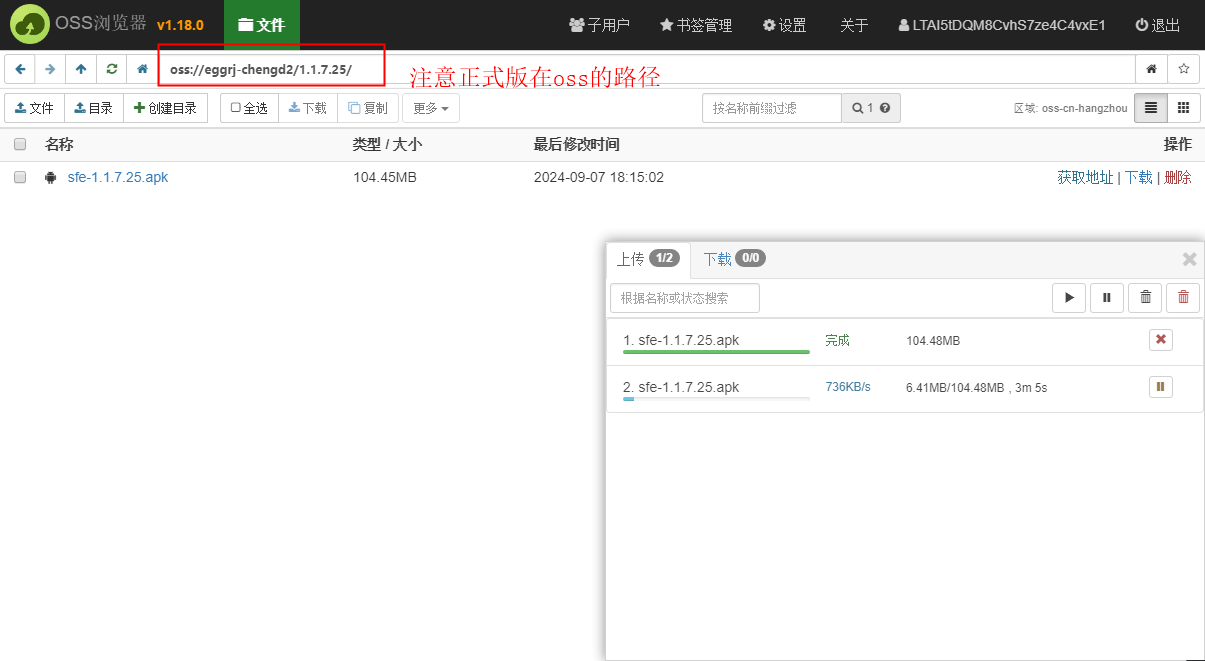 OSS浏览器 v1.18.0 文件 子用户 书签管理 设置 关于 LTAI5tDQM8CvhS7ze4C4vxE1 退出
oss://eggrj-chengd2/1.1.7.25/ 注意正式版在oss的路径
文件 目录 创建目录 全选 下载 复制 更多 按名称前缀过滤 1 区域: oss-cn-hangzhou
名称 类型 / 大小 最后修改时间 操作
sfe-1.1.7.25.apk 104.45MB 2024-09-07 18:15:02 获取地址 | 下载 | 删除
上传 1/2 下载 0/0
根据名称或状态搜索
1. sfe-1.1.7.25.apk 完成 104.48MB
2. sfe-1.1.7.25.apk 736KB/s 6.41MB/104.48MB , 3m 5s